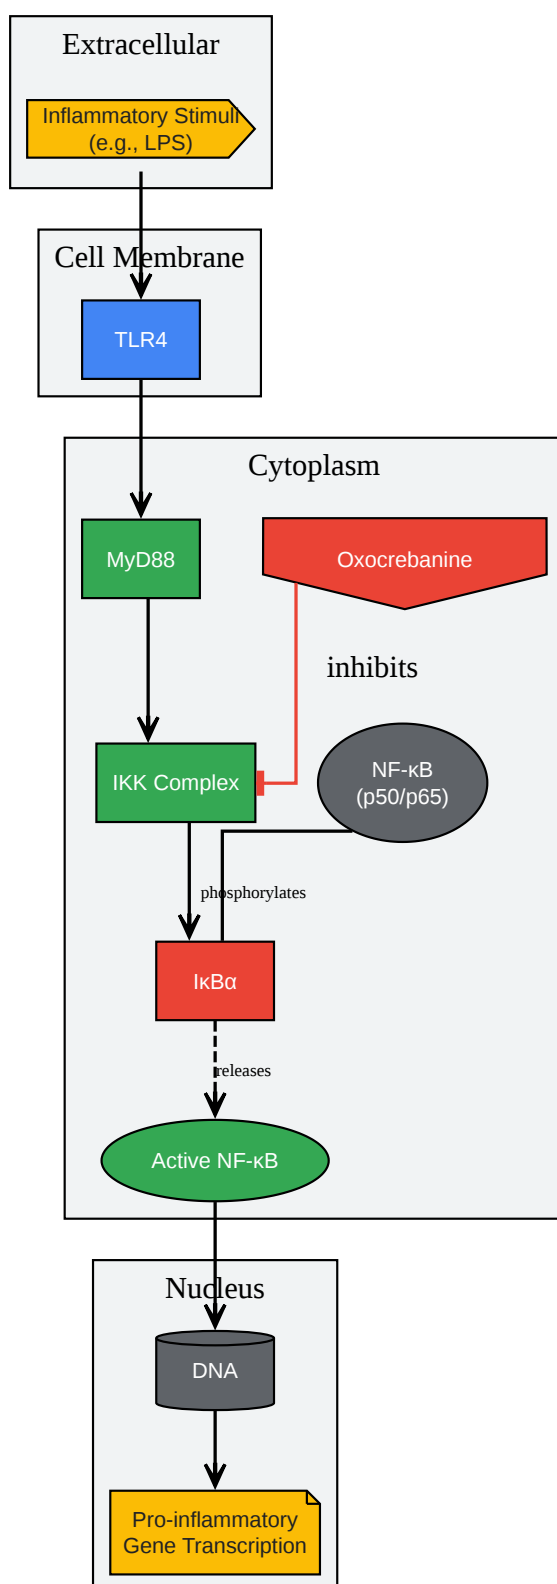 Extracellular
Inflammatory Stimuli
(e.g., LPS)
Cell Membrane
TLR4
Cytoplasm
MyD88
Oxocrebanine
inhibits
IKK Complex
NF-κB
(p50/p65)
phosphorylates
IκBα
releases
Active NF-κB
Nucleus
DNA
Pro-inflammatory
Gene Transcription